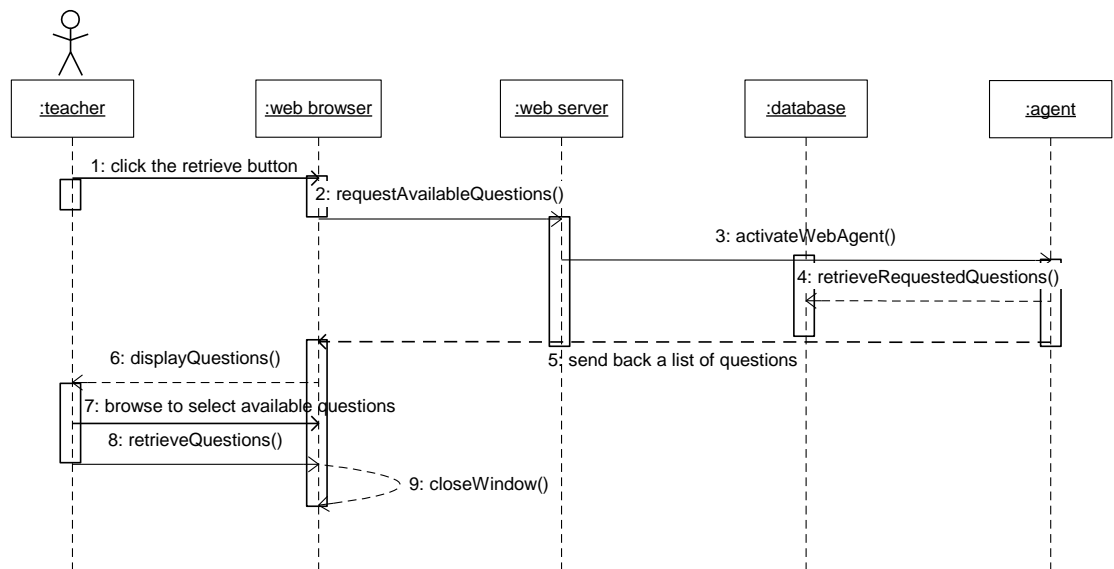 :teacher
:web browser
:web server
:database
:agent
1: click the retrieve button
2: requestAvailableQuestions()
3: activateWebAgent()
4: retrieveRequestedQuestions()
5: send back a list of questions
6: displayQuestions()
7: browse to select available questions
8: retrieveQuestions()
9: closeWindow()